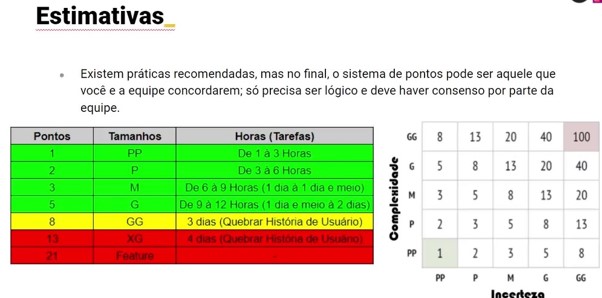 Estimativas_
Existem práticas recomendadas, mas no final, o sistema de pontos pode ser aquele que
você e a equipe concordarem; só precisa ser lógico e deve haver consenso por parte da
equipe.
Pontos Tamanhos Horas (Tarefas)
1 PP De 1 à 3 Horas
2 P De 3 à 6 Horas
3 M De 6 à 9 Horas (1 dia à 1 dia e meio)
5 G De 9 à 12 Horas (1 dia e meio à 2 dias)
8 GG 3 dias (Quebrar História de Usuário)
13 XG 4 dias (Quebrar História de Usuário)
21 Feature -
Complexidade
GG 8 13 20 40 100
G 5 8 13 20 40
M 3 5 8 13 20
P 2 3 5 8 13
PP 1 2 3 5 8
PP P M G GG
Incerteza